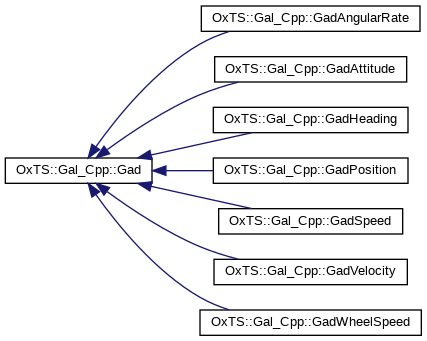 OxTS::Gal_Cpp::GadAngularRate
OxTS::Gal_Cpp::GadAttitude
OxTS::Gal_Cpp::GadHeading
OxTS::Gal_Cpp::Gad
OxTS::Gal_Cpp::GadPosition
OxTS::Gal_Cpp::GadSpeed
OxTS::Gal_Cpp::GadVelocity
OxTS::Gal_Cpp::GadWheelSpeed